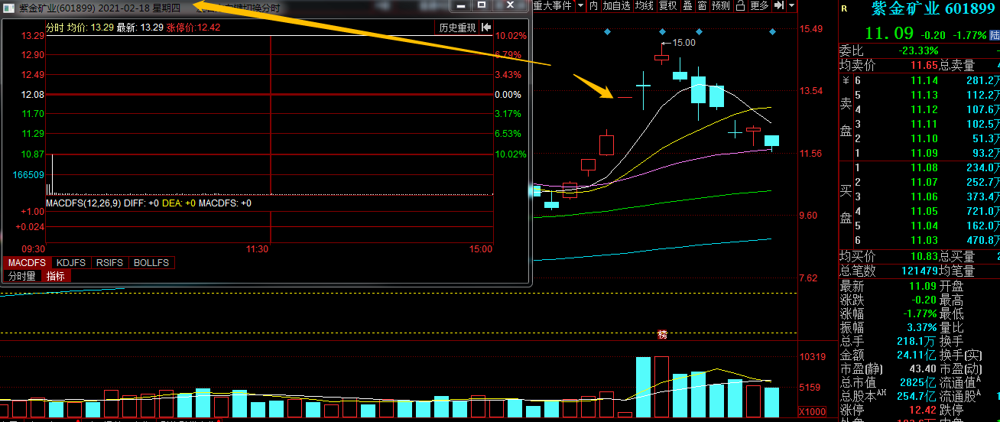 紫金矿业(601899) 2021-02-18 星期四
分时 均价: 13.29 最新: 13.29 涨停价:12.42
历史重现
13.29 10.02%
12.90 6.79%
12.49 3.43%
12.08 0.00%
11.70 3.17%
11.29 6.53%
10.87 10.02%
166509
MACDFS(12,26,9) DIFF: +0 DEA: +0 MACDFS: +0
+1.00
+0.024
09:30 11:30 15:00
MACDFS KDJFS RSIFS BOLLFS
分时量 指标
重大事件 内 加自选 均线 复权 叠 窗 预测 更多
15.49
15.00
13.54
11.56
9.60
7.62
榜
10319
5159
X1000
R 紫金矿业 601899
11.09 -0.20 -1.77% 陆
委比 -23.33%
均卖价 11.65 总卖量
¥ 6 11.14 281.2万
5 11.13 112.2万
卖 4 11.12 107.6万
3 11.11 102.5万
盘 2 11.10 51.3万
1 11.09 93.2万
1 11.08 234.0万
2 11.07 252.7万
买 3 11.06 373.4万
4 11.05 721.0万
盘 5 11.04 162.0万
6 11.03 470.8万
均买价 10.83 总买量
总笔数 121479 均笔量
最新 11.09 开盘
涨跌 -0.20 最高
涨幅 -1.77% 最低
振幅 3.37% 量比
总手 218.1万 换手
金额 24.11亿 换手(实)
市盈(静) 43.40 市盈(动)
总市值 2825亿 流通值A
总股本AH 254.7亿 流通股A
涨停 12.42 跌停